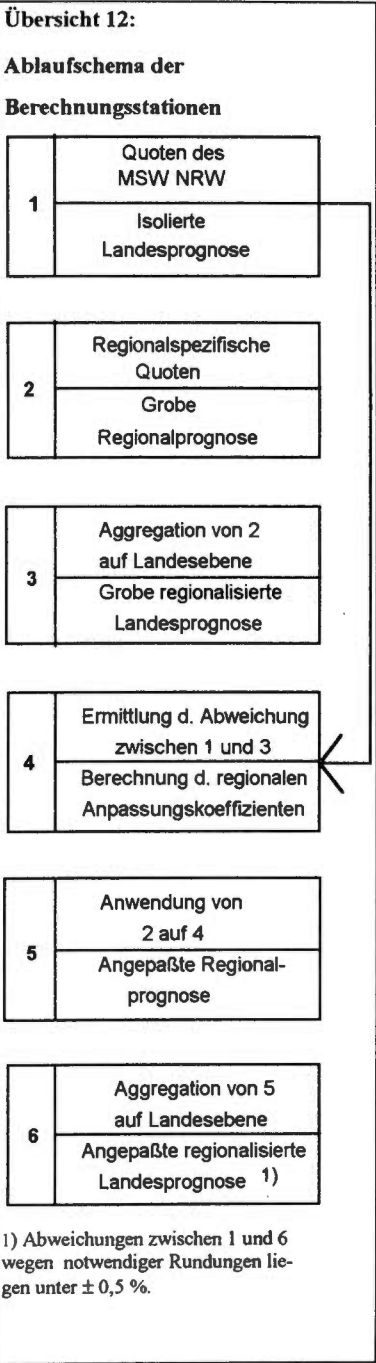 Übersicht 12:
Ablaufschema der
Berechnungsstationen
1
Quoten des
MSW NRW
Isolierte
Landesprognose
2
Regionalspezifische
Quoten
Grobe
Regionalprognose
3
Aggregation von 2
auf Landesebene
Grobe regionalisierte
Landesprognose
4
Ermittlung d. Abweichung
zwischen 1 und 3
Berechnung d. regionalen
Anpassungskoeffizienten
5
Anwendung von
2 auf 4
Angepaßte Regional-
prognose
6
Aggregation von 5
auf Landesebene
Angepaßte regionalisierte
Landesprognose 1)
1) Abweichungen zwischen 1 und 6
wegen notwendiger Rundungen lie-
gen unter ± 0,5 %.